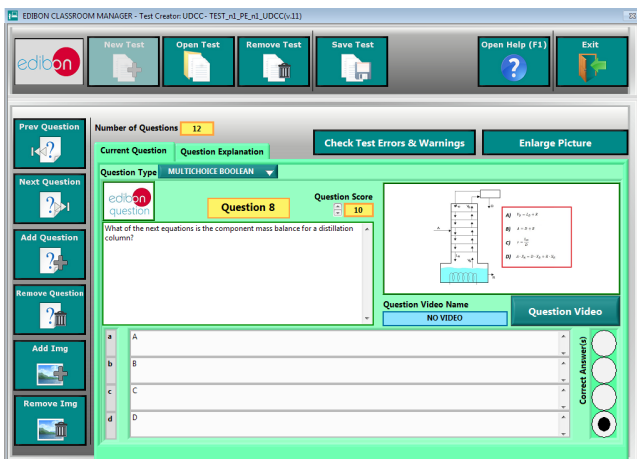 EDIBON CLASSROOM MANAGER - Test Creator: UDCC - TEST_n1_PE_n1_UDCC(v.11)
edibon
New Test
Open Test
Remove Test
Save Test
Open Help (F1)
Exit
Prev Question
Next Question
Add Question
Remove Question
Add Img
Remove Img
Number of Questions 12
Current Question Question Explanation
Check Test Errors & Warnings
Enlarge Picture
Question Type MULTICHOICE BOOLEAN
edibon
question
Question 8
Question Score
10
What of the next equations is the component mass balance for a distillation
column?
A)
B) A = D + R
C)
D)
Question Video Name
NO VIDEO
Question Video
a A
b B
c C
d D
Correct Answer(s)